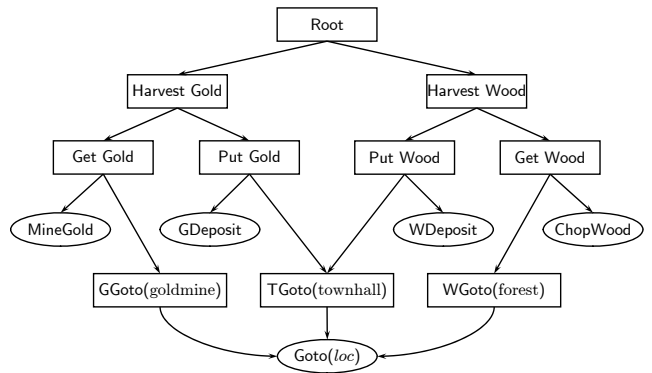 Root
Harvest Gold
Harvest Wood
Get Gold
Put Gold
Put Wood
Get Wood
MineGold
GDeposit
WDeposit
ChopWood
GGoto(goldmine)
TGoto(townhall)
WGoto(forest)
Goto(loc)